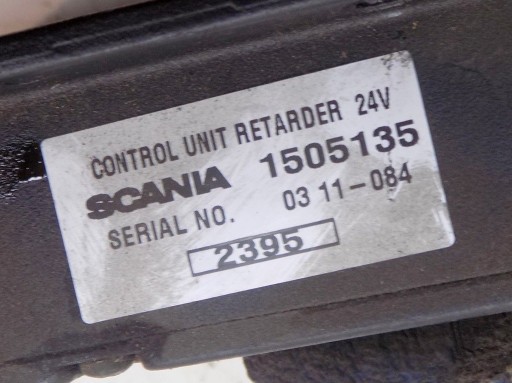 CONTROL UNIT RETARDER 24V
SCANIA 1505135
SERIAL NO. 03 11-084
2395